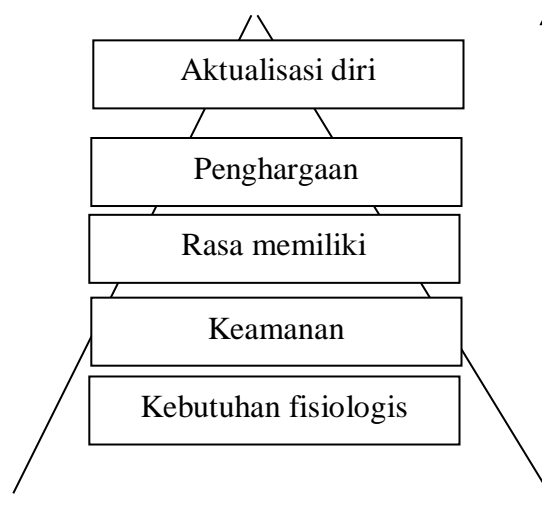 Aktualisasi diri
Penghargaan
Rasa memiliki
Keamanan
Kebutuhan fisiologis